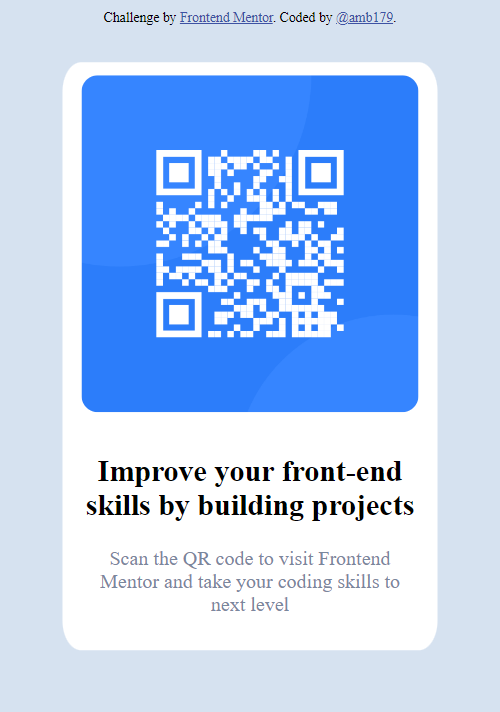 Challenge by Frontend Mentor. Coded by @amb179.
Improve your front-end
skills by building projects
Scan the QR code to visit Frontend
Mentor and take your coding skills to
next level